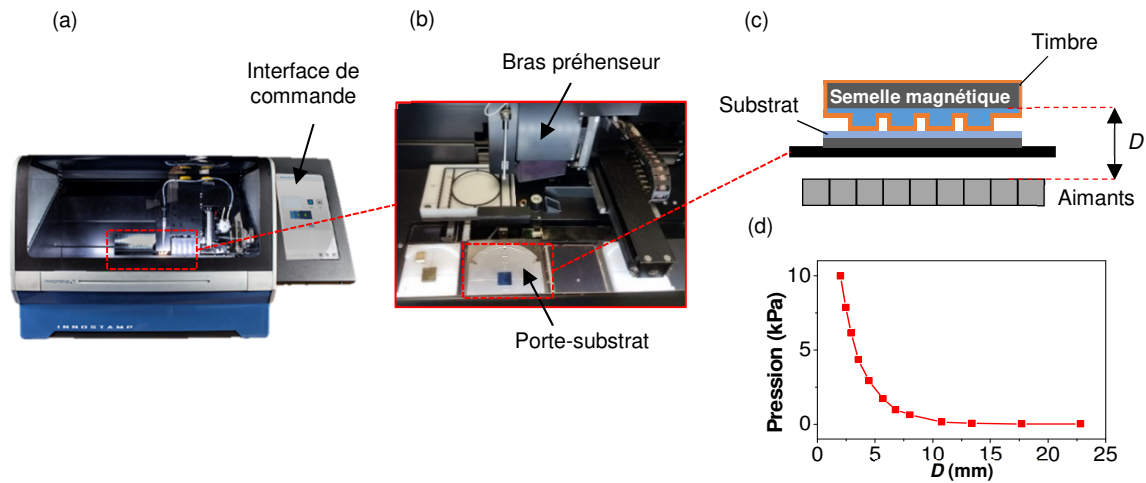 (a)
Interface de
commande
INNOSTAMP
(b)
Bras préhenseur
Porte-substrat
(c)
Timbre
Semelle magnétique
Substrat
D
Aimants
(d)
Pression (kPa)
10
5
0
0 5 10 15 20 25
D (mm)